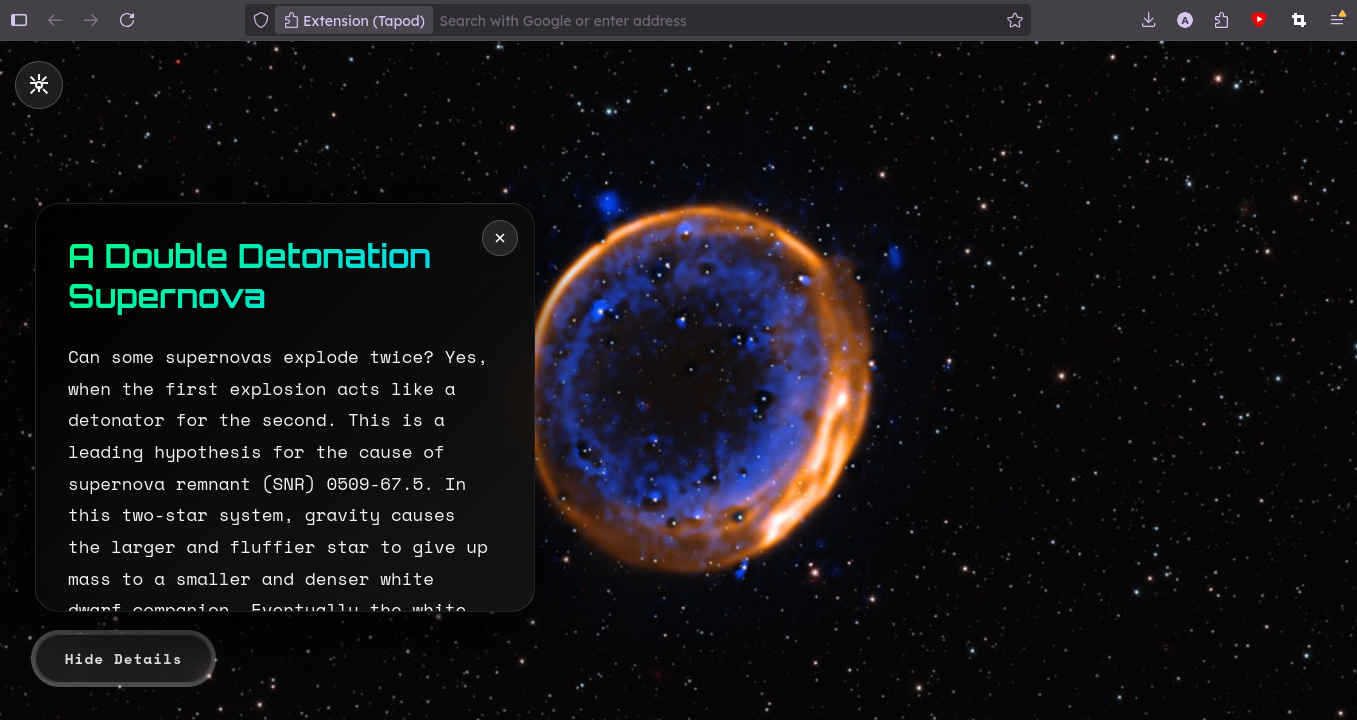 Extension (Tapod) Search with Google or enter address
A
A Double Detonation
Supernova
Can some supernovas explode twice? Yes,
when the first explosion acts like a
detonator for the second. This is a
leading hypothesis for the cause of
supernova remnant (SNR) 0509-67.5. In
this two-star system, gravity causes
the larger and fluffier star to give up
mass to a smaller and denser white
dwarf companion. Eventually the white
Hide Details